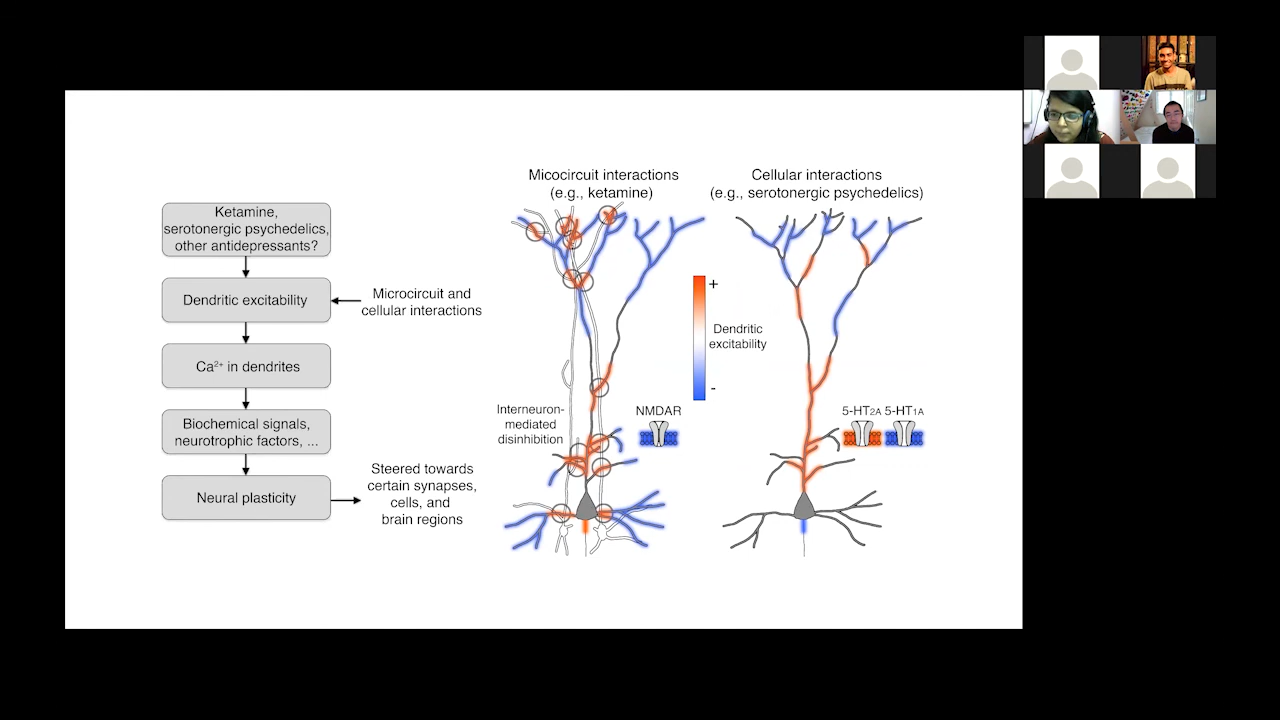 Ketamine,
serotonergic psychedelics,
other antidepressants?
Dendritic excitability
Microcircuit and
cellular interactions
Ca²⁺ in dendrites
Biochemical signals,
neurotrophic factors, ...
Neural plasticity
Steered towards
certain synapses,
cells, and
brain regions
Micocircuit interactions
(e.g., ketamine)
Interneuron-
mediated
disinhibition
NMDAR
+
Dendritic
excitability
-
Cellular interactions
(e.g., serotonergic psychedelics)
5-HT2A 5-HT1A